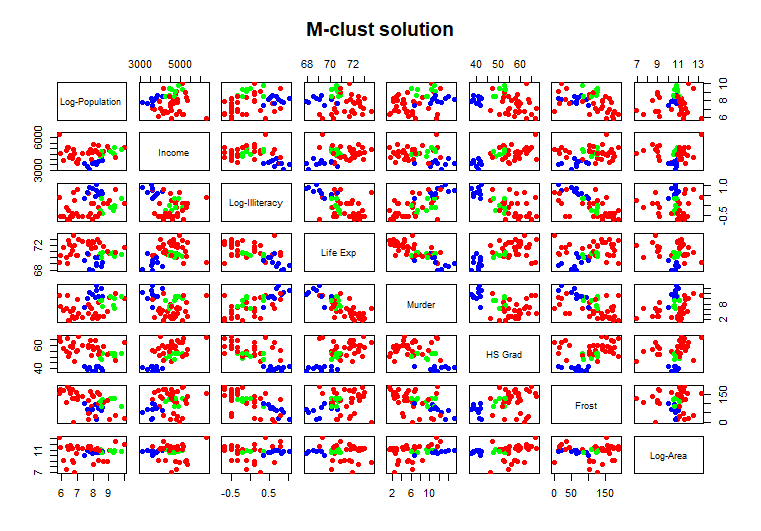 M-clust solution
3000 5000
68 70 72
40 50 60
7 9 11 13
Log-Population
6 8 10
3000 6000
Income
Log-Illiteracy
-0.5 1.0
68 72
Life Exp
Murder
2 8
40 60
HS Grad
Frost
0 150
7 11
Log-Area
6 7 8 9
-0.5 0.5
2 6 10
0 50 150